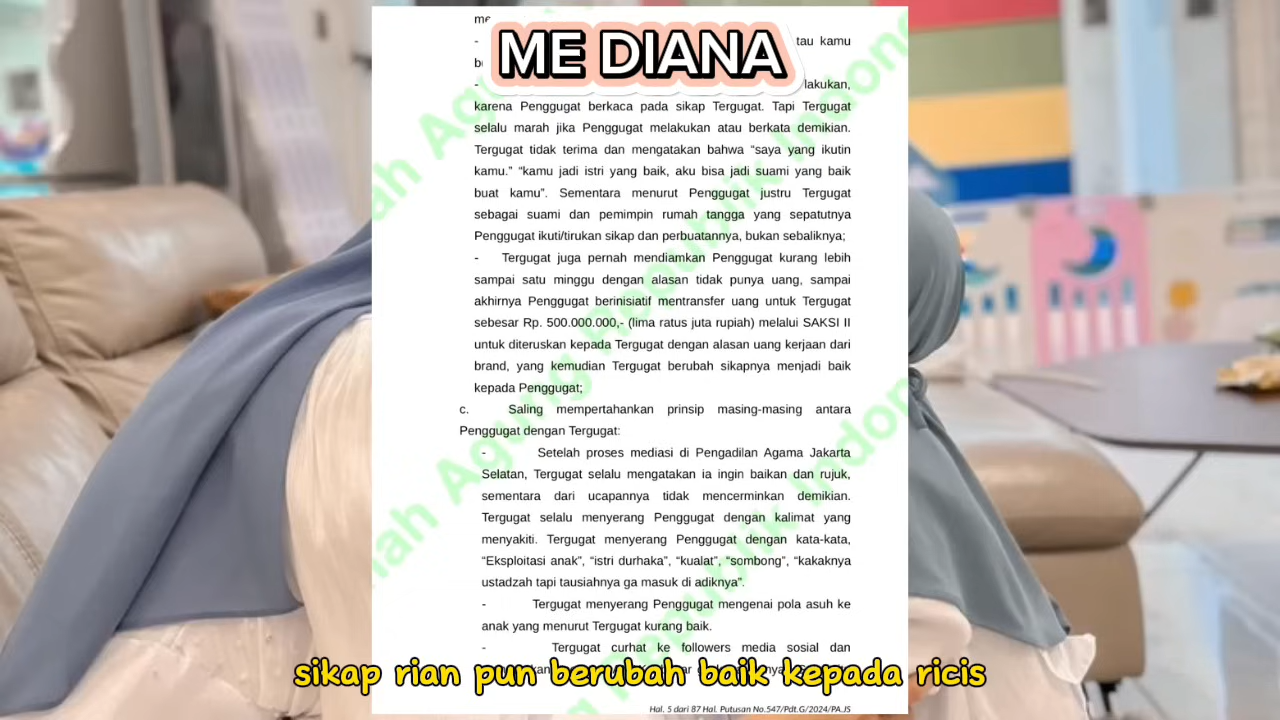 me
ME DIANA
- tau kamu
be
- lakukan,
karena Penggugat berkaca pada sikap Tergugat. Tapi Tergugat
selalu marah jika Penggugat melakukan atau berkata demikian.
Tergugat tidak terima dan mengatakan bahwa “saya yang ikutin
kamu.” “kamu jadi istri yang baik, aku bisa jadi suami yang baik
buat kamu”. Sementara menurut Penggugat justru Tergugat
sebagai suami dan pemimpin rumah tangga yang sepatutnya
Penggugat ikuti/tirukan sikap dan perbuatannya, bukan sebaliknya;
- Tergugat juga pernah mendiamkan Penggugat kurang lebih
sampai satu minggu dengan alasan tidak punya uang, sampai
akhirnya Penggugat berinisiatif mentransfer uang untuk Tergugat
sebesar Rp. 500.000.000,- (lima ratus juta rupiah) melalui SAKSI II
untuk diteruskan kepada Tergugat dengan alasan uang kerjaan dari
brand, yang kemudian Tergugat berubah sikapnya menjadi baik
kepada Penggugat;
c. Saling mempertahankan prinsip masing-masing antara
Penggugat dengan Tergugat:
- Setelah proses mediasi di Pengadilan Agama Jakarta
Selatan, Tergugat selalu mengatakan ia ingin baikan dan rujuk,
sementara dari ucapannya tidak mencerminkan demikian.
Tergugat selalu menyerang Penggugat dengan kalimat yang
menyakiti. Tergugat menyerang Penggugat dengan kata-kata,
“Eksploitasi anak”, “istri durhaka”, “kualat”, “sombong”, “kakaknya
ustadzah tapi tausiahnya ga masuk di adiknya”.
- Tergugat menyerang Penggugat mengenai pola asuh ke
anak yang menurut Tergugat kurang baik.
- Tergugat curhat ke followers media sosial dan
sikap rian pun berubah baik kepada ricis
Hal. 5 dari 87 Hal. Putusan No.547/Pdt.G/2024/PA.JS